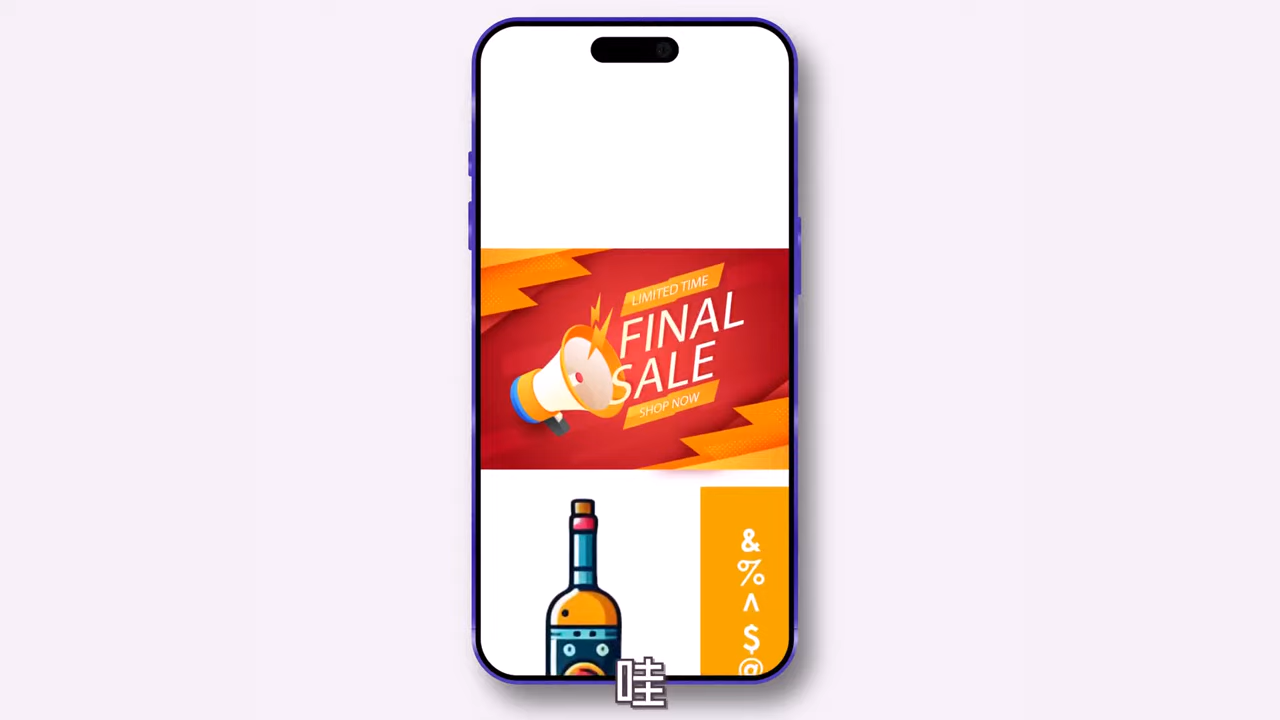 LIMITED TIME
FINAL
SALE
SHOP NOW
&
%
^
$
@
哇